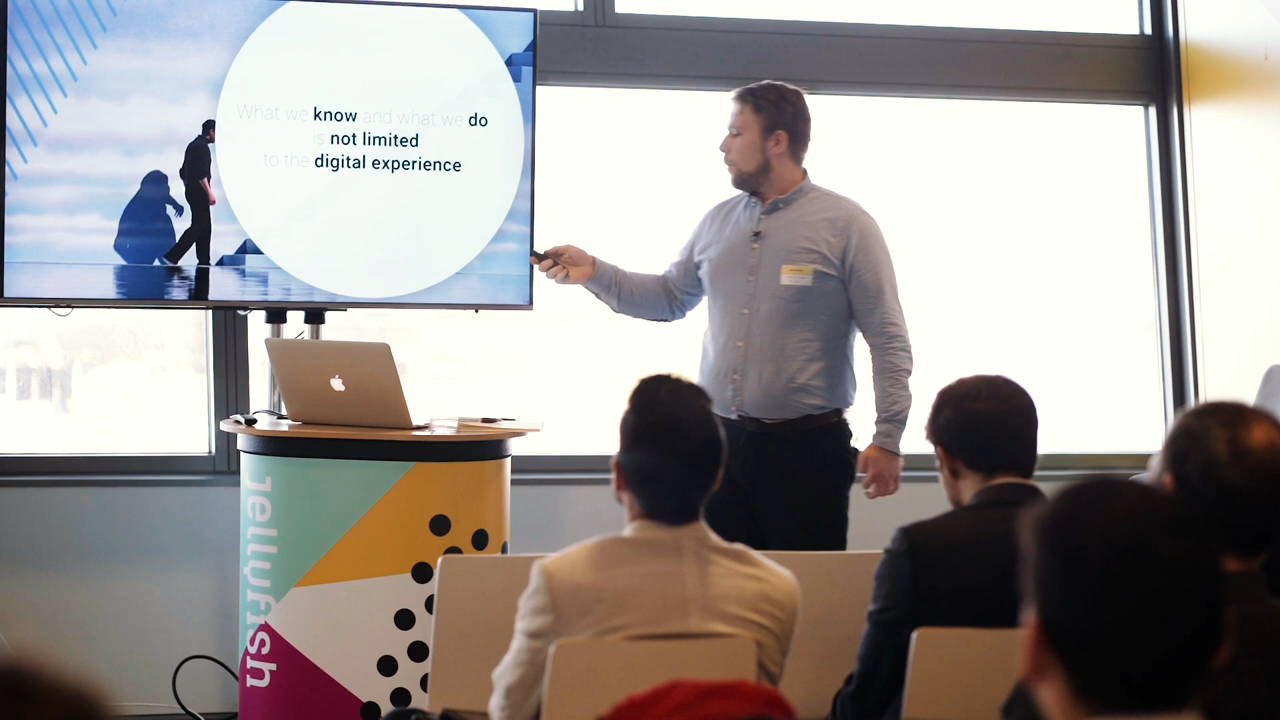 What we know and what we do
is not limited
to the digital experience
Jellyfish